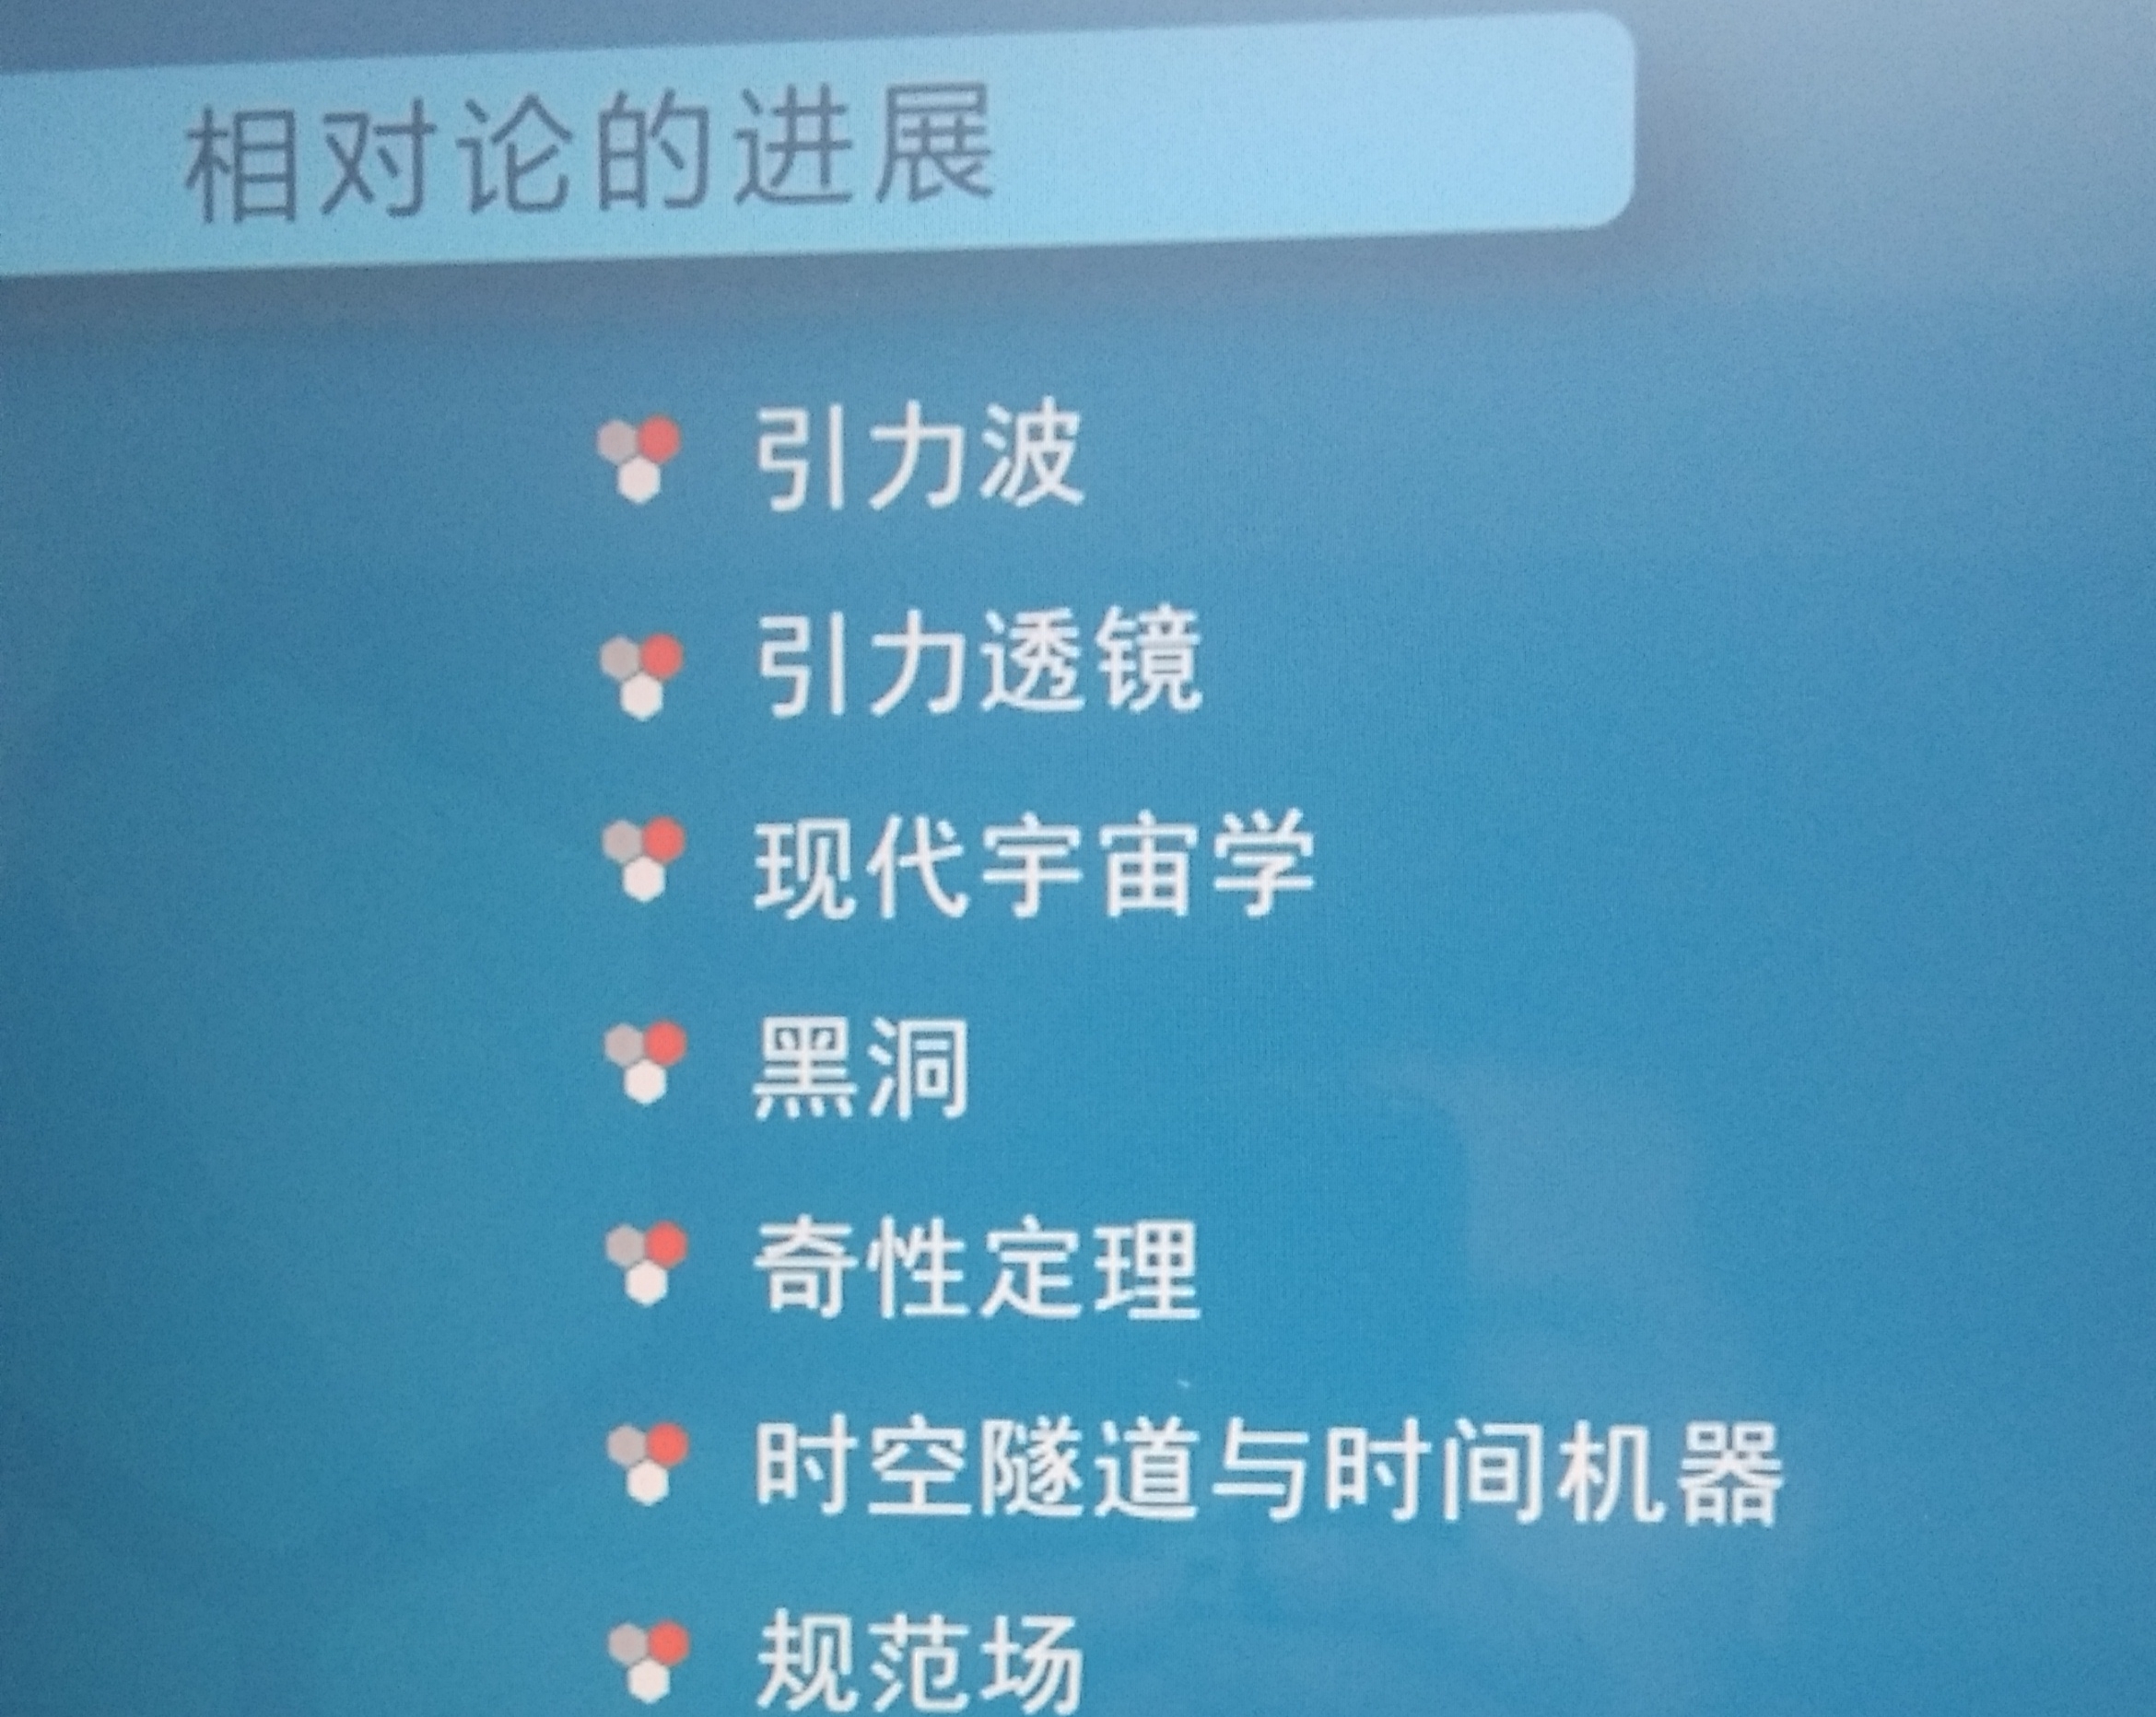 相对论的进展
引力波
引力透镜
现代宇宙学
黑洞
奇性定理
时空隧道与时间机器
规范场